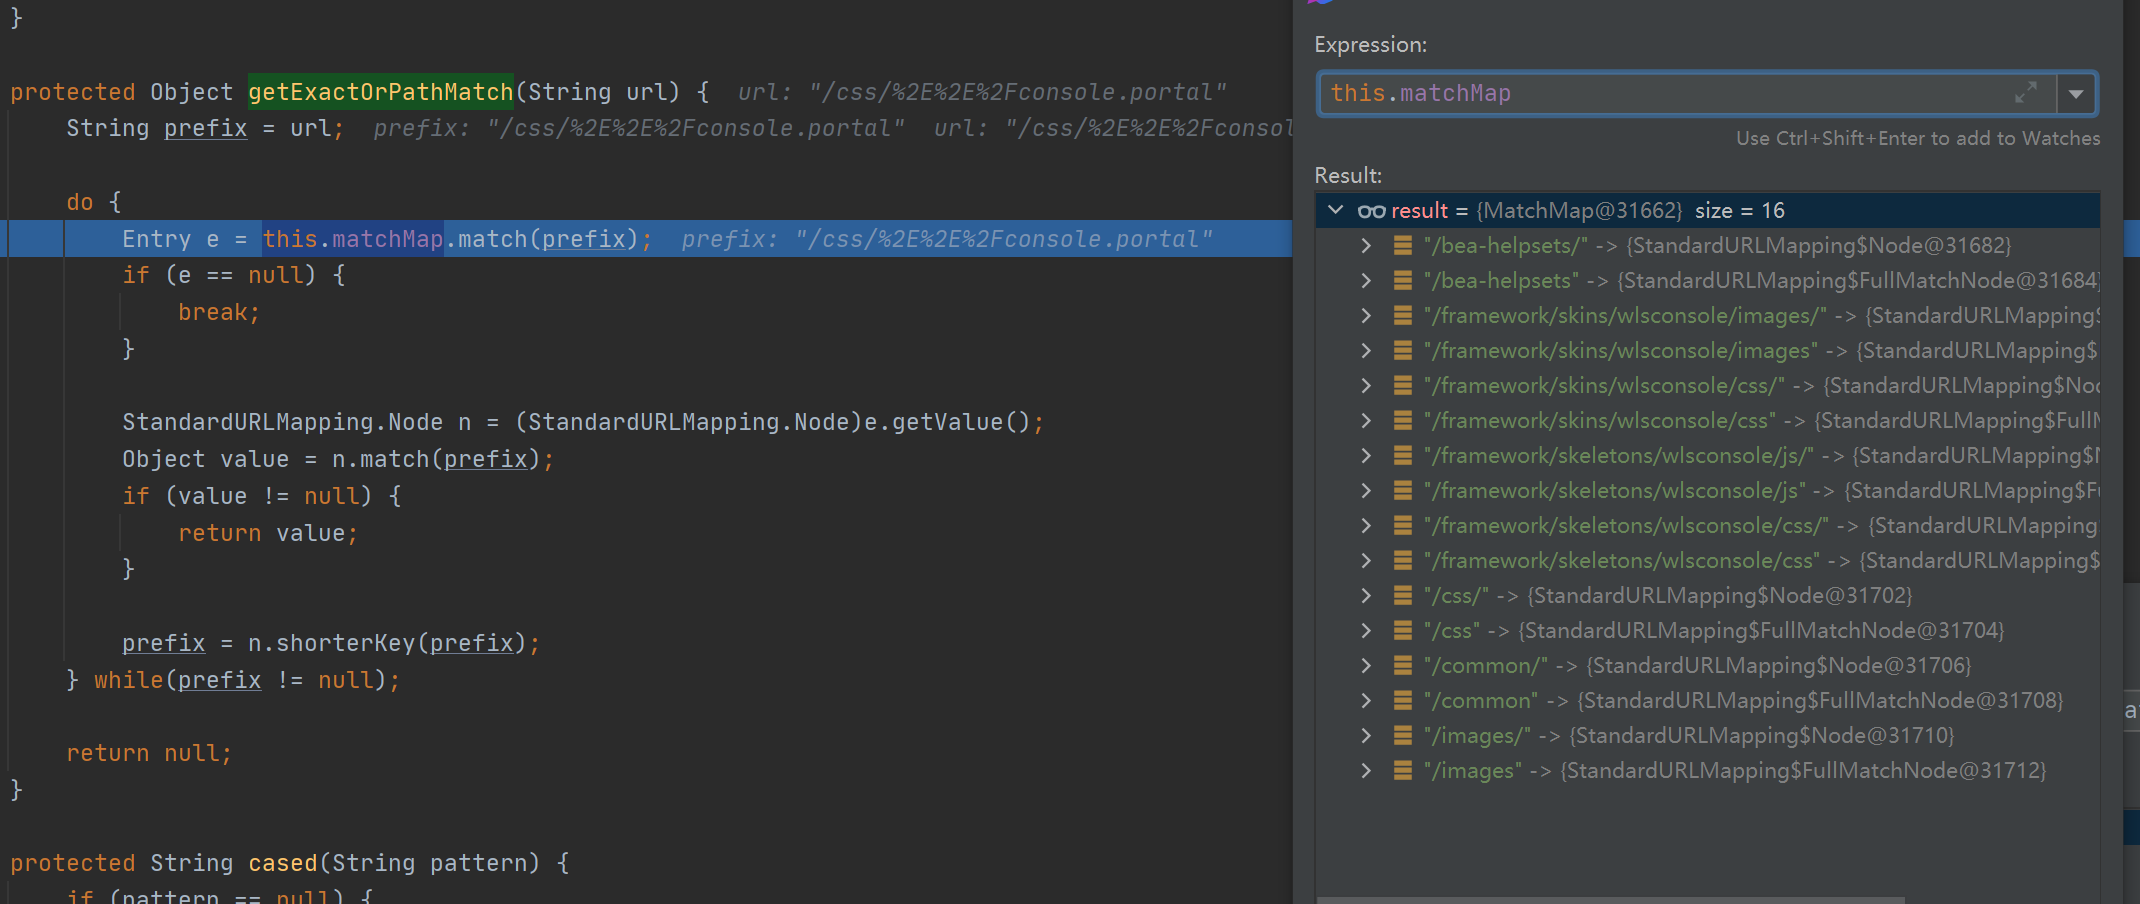 }
protected Object getExactOrPathMatch(String url) {  url: "/css/%2E%2E%2Fconsole.portal"
String prefix = url;  prefix: "/css/%2E%2E%2Fconsole.portal"  url: "/css/%2E%2E%2Fconsol
do {
Entry e = this.matchMap.match(prefix);  prefix: "/css/%2E%2E%2Fconsole.portal"
if (e == null) {
break;
}
StandardURLMapping.Node n = (StandardURLMapping.Node)e.getValue();
Object value = n.match(prefix);
if (value != null) {
return value;
}
prefix = n.shorterKey(prefix);
} while(prefix != null);
return null;
}
protected String cased(String pattern) {
if (pattern == null) {
Expression:
this.matchMap
Use Ctrl+Shift+Enter to add to Watches
Result:
result = {MatchMap@31662} size = 16
"/bea-helpsets/" -> {StandardURLMapping$Node@31682}
"/bea-helpsets" -> {StandardURLMapping$FullMatchNode@31684}
"/framework/skins/wlsconsole/images/" -> {StandardURLMapping$
"/framework/skins/wlsconsole/images" -> {StandardURLMapping$
"/framework/skins/wlsconsole/css/" -> {StandardURLMapping$Nod
"/framework/skins/wlsconsole/css" -> {StandardURLMapping$FullM
"/framework/skeletons/wlsconsole/js/" -> {StandardURLMapping$N
"/framework/skeletons/wlsconsole/js" -> {StandardURLMapping$Fu
"/framework/skeletons/wlsconsole/css/" -> {StandardURLMapping
"/framework/skeletons/wlsconsole/css" -> {StandardURLMapping$
"/css/" -> {StandardURLMapping$Node@31702}
"/css" -> {StandardURLMapping$FullMatchNode@31704}
"/common/" -> {StandardURLMapping$Node@31706}
"/common" -> {StandardURLMapping$FullMatchNode@31708}
"/images/" -> {StandardURLMapping$Node@31710}
"/images" -> {StandardURLMapping$FullMatchNode@31712}